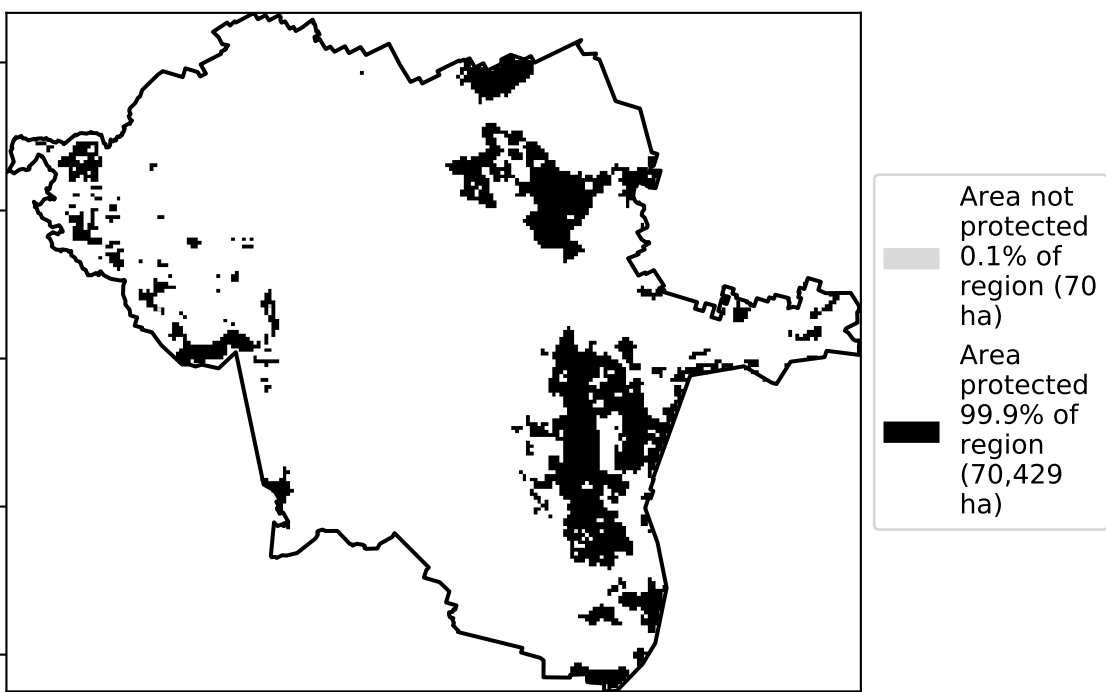 Area not
protected
0.1% of
region (70
ha)
Area
protected
99.9% of
region
(70,429
ha)